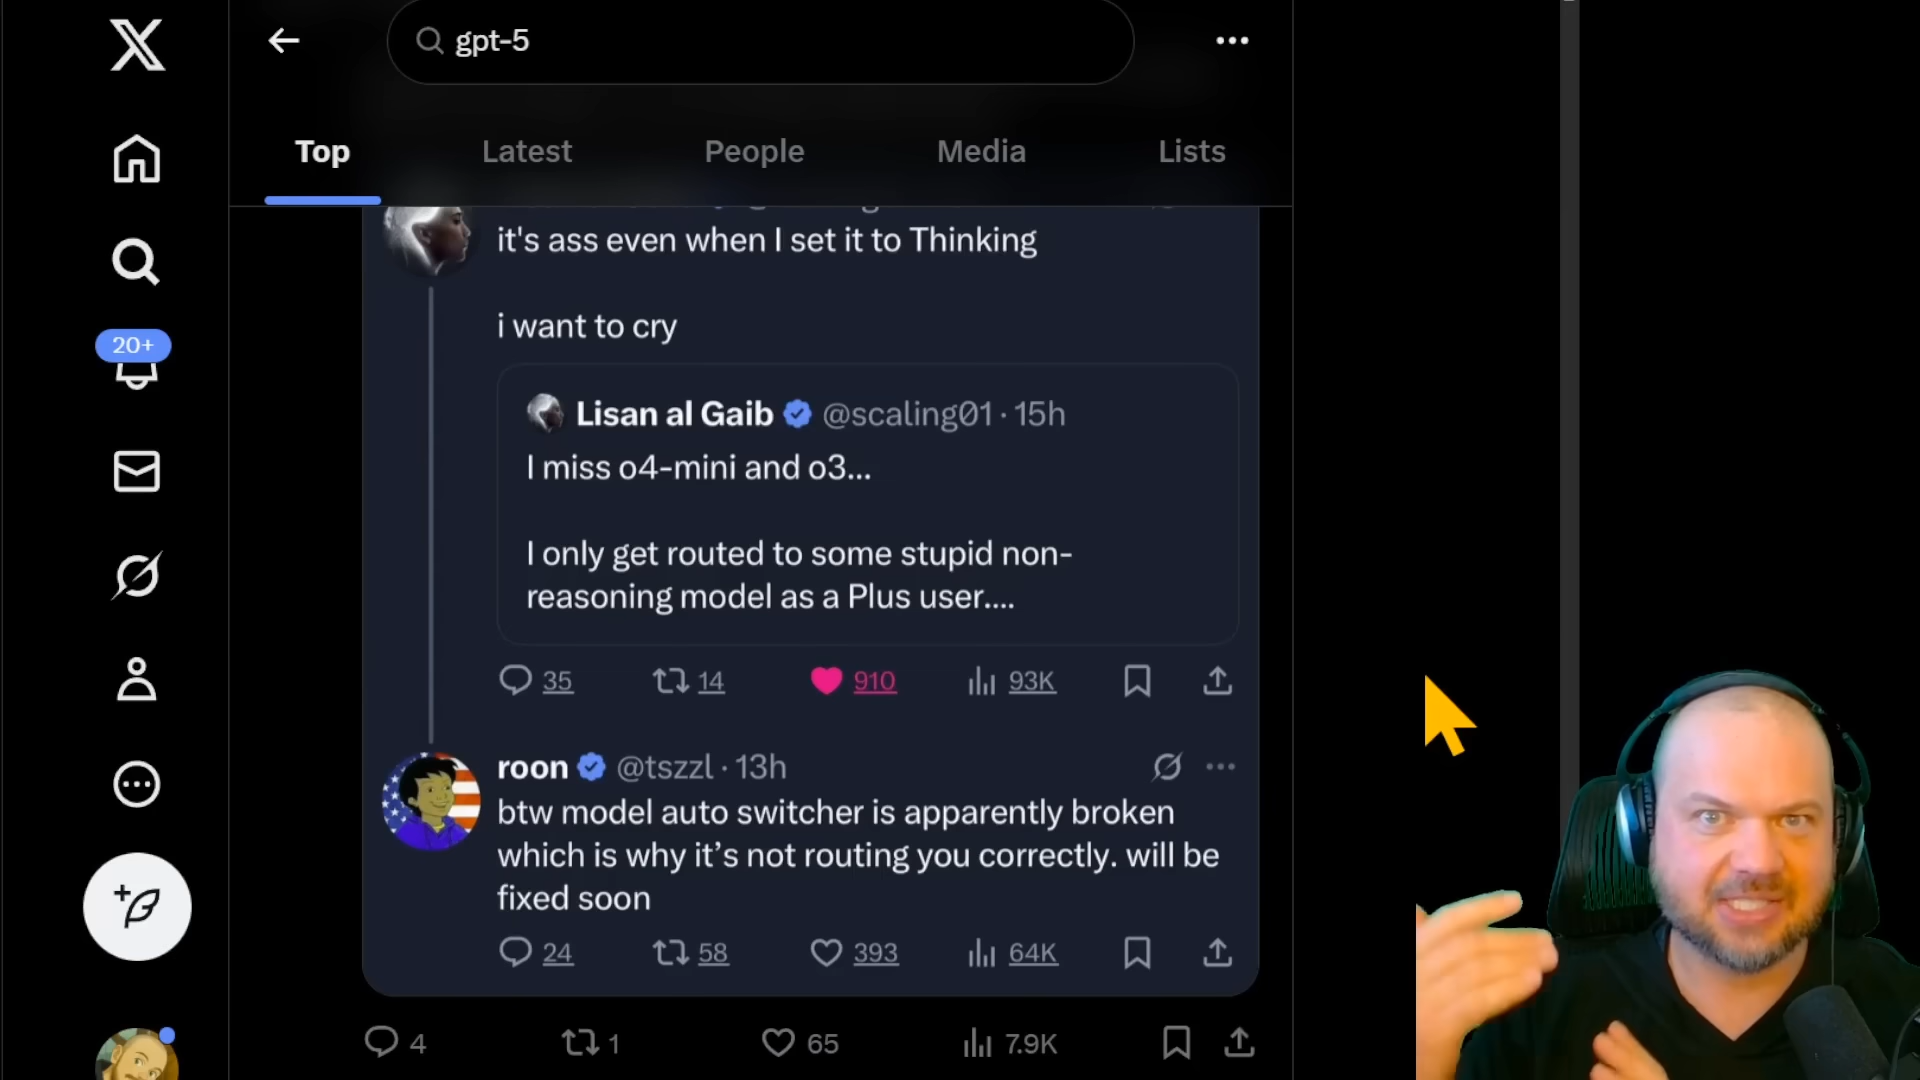 gpt-5
Top
Latest
People
Media
Lists
it's ass even when I set it to Thinking
i want to cry
20+
Lisan al Gaib @scaling01 · 15h
I miss o4-mini and o3...
I only get routed to some stupid non-
reasoning model as a Plus user....
35
14
910
93K
roon @tszzl · 13h
btw model auto switcher is apparently broken
which is why it’s not routing you correctly. will be
fixed soon
24
58
393
64K
4
1
65
7.9K